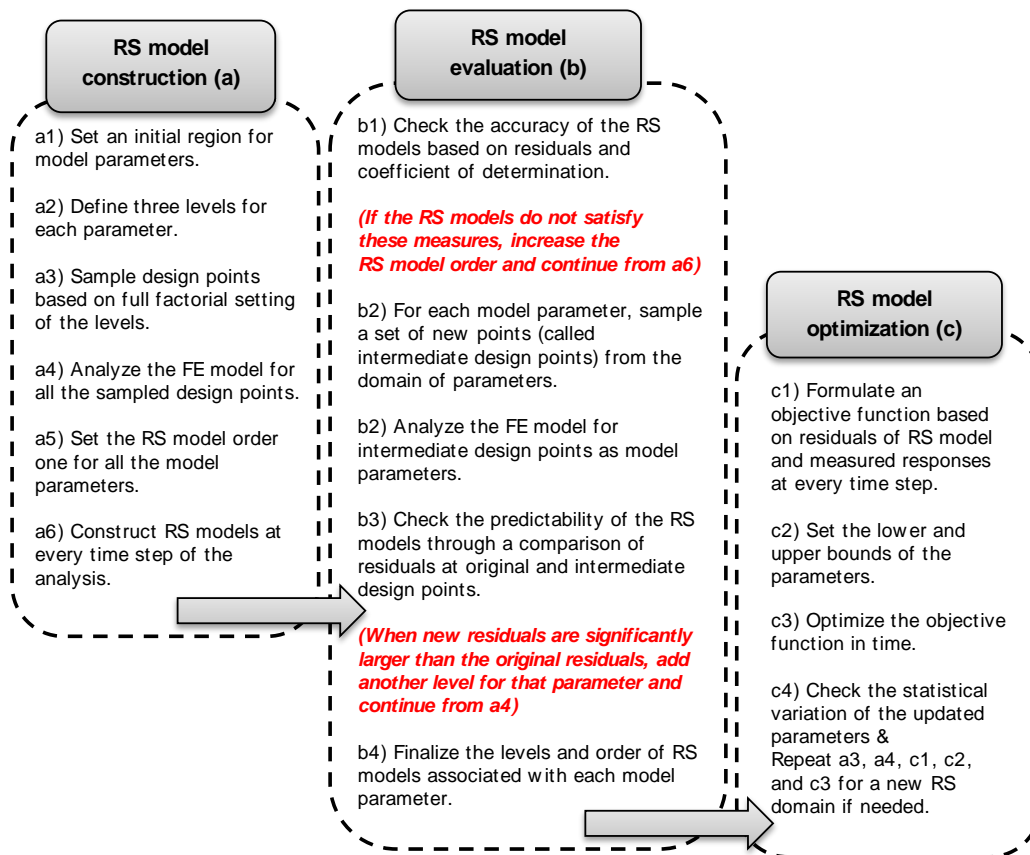 RS model
construction (a)
a1) Set an initial region for
model parameters.
a2) Define three levels for
each parameter.
a3) Sample design points
based on full factorial setting
of the levels.
a4) Analyze the FE model for
all the sampled design points.
a5) Set the RS model order
one for all the model
parameters.
a6) Construct RS models at
every time step of the
analysis.
RS model
evaluation (b)
b1) Check the accuracy of the RS
models based on residuals and
coefficient of determination.
(If the RS models do not satisfy
these measures, increase the
RS model order and continue from a6)
b2) For each model parameter, sample
a set of new points (called
intermediate design points) from the
domain of parameters.
b2) Analyze the FE model for
intermediate design points as model
parameters.
b3) Check the predictability of the RS
models through a comparison of
residuals at original and intermediate
design points.
(When new residuals are significantly
larger than the original residuals, add
another level for that parameter and
continue from a4)
b4) Finalize the levels and order of RS
models associated with each model
parameter.
RS model
optimization (c)
c1) Formulate an
objective function based
on residuals of RS model
and measured responses
at every time step.
c2) Set the lower and
upper bounds of the
parameters.
c3) Optimize the objective
function in time.
c4) Check the statistical
variation of the updated
parameters &
Repeat a3, a4, c1, c2,
and c3 for a new RS
domain if needed.